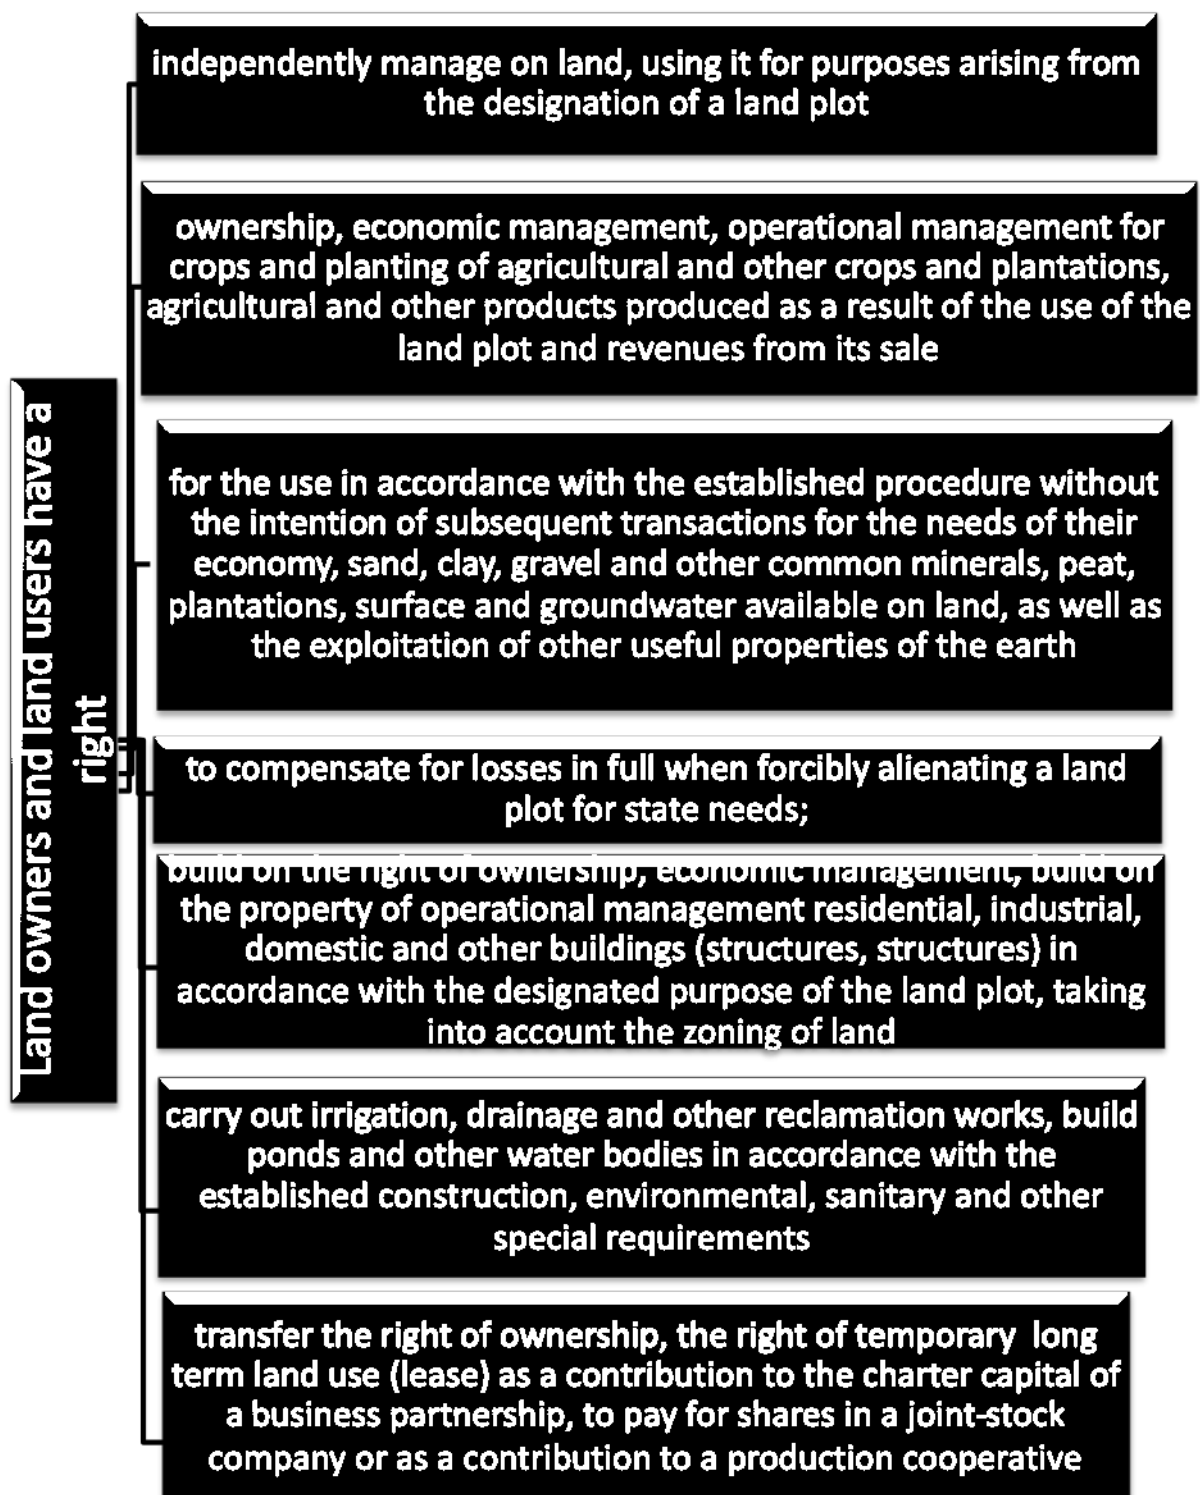 Land owners and land users have a
right
independently manage on land, using it for purposes arising from
the designation of a land plot
ownership, economic management, operational management for
crops and planting of agricultural and other crops and plantations,
agricultural and other products produced as a result of the use of the
land plot and revenues from its sale
for the use in accordance with the established procedure without
the intention of subsequent transactions for the needs of their
economy, sand, clay, gravel and other common minerals, peat,
plantations, surface and groundwater available on land, as well as
the exploitation of other useful properties of the earth
to compensate for losses in full when forcibly alienating a land
plot for state needs;
build on the right of ownership, economic management, build on
the property of operational management residential, industrial,
domestic and other buildings (structures, structures) in
accordance with the designated purpose of the land plot, taking
into account the zoning of land
carry out irrigation, drainage and other reclamation works, build
ponds and other water bodies in accordance with the
established construction, environmental, sanitary and other
special requirements
transfer the right of ownership, the right of temporary long
term land use (lease) as a contribution to the charter capital of
a business partnership, to pay for shares in a joint-stock
company or as a contribution to a production cooperative